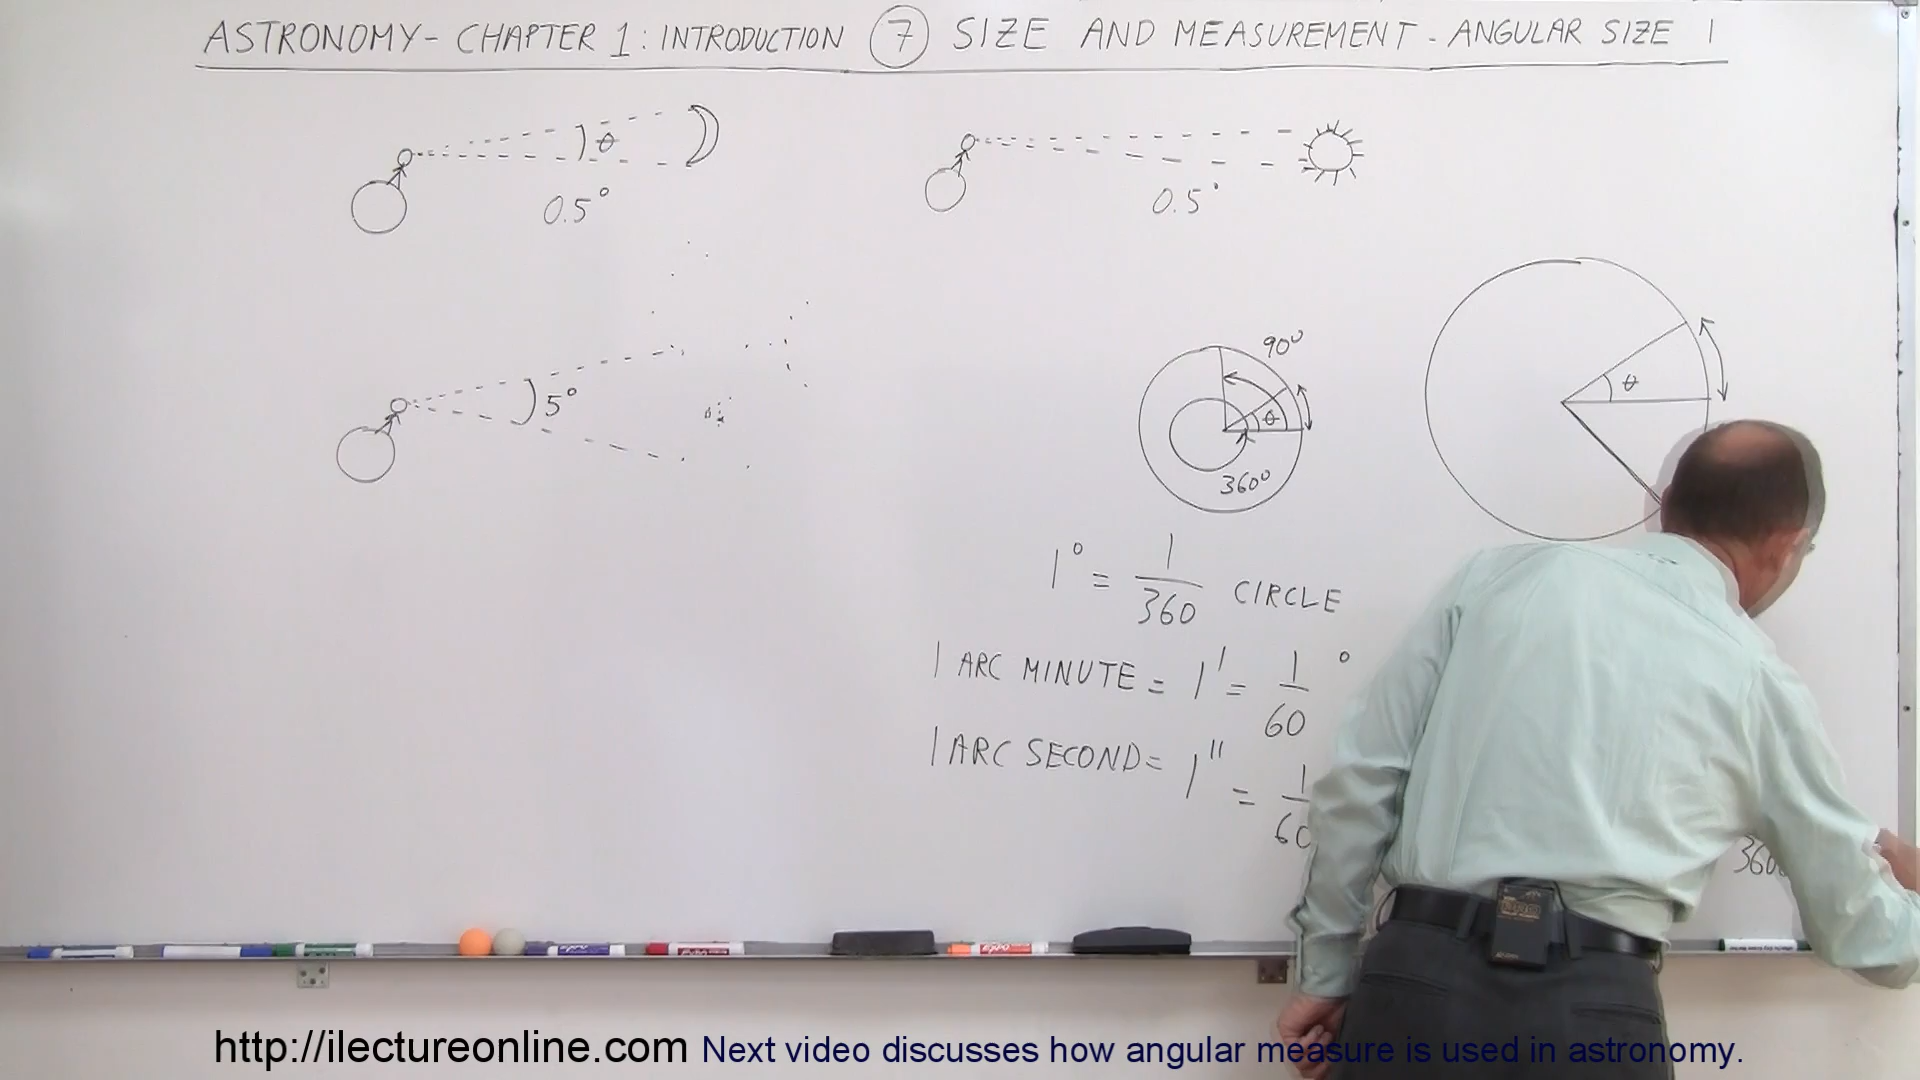 ASTRONOMY - CHAPTER 1: INTRODUCTION 7 SIZE AND MEASUREMENT - ANGULAR SIZE 1
θ
0.5°
0.5°
5°
90°
θ
360°
θ
1° = 1/360 CIRCLE
1 ARC MINUTE = 1' = 1/60 °
1 ARC SECOND = 1" = 1/60
360
http://ilectureonline.com Next video discusses how angular measure is used in astronomy.